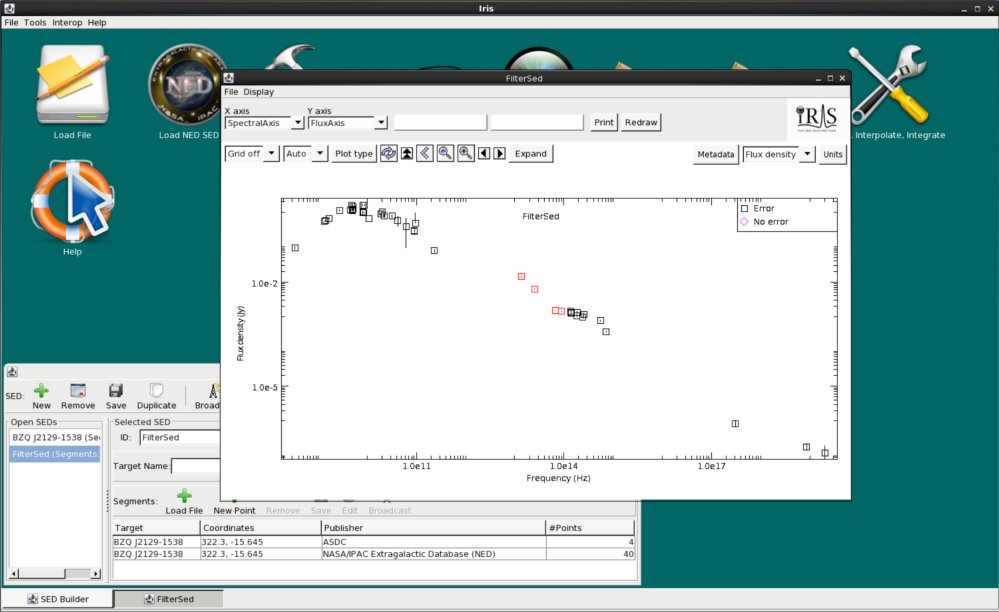 Iris
File Tools Interop Help
Load File
Load NED SED
, Interpolate, Integrate
Help
FilterSed
File Display
X axis
Y axis
SpectralAxis
FluxAxis
Print
Redraw
IRIS
Grid off
Auto
Plot type
Expand
Metadata
Flux density
Units
FilterSed
Error
No error
1.0e-2
1.0e-5
Flux density (Jy)
1.0e11
1.0e14
1.0e17
Frequency (Hz)
SED:
New
Remove
Save
Duplicate
Broad
Open SEDs
BZQ J2129-1538 (Se
FilterSed (Segments:
Selected SED
ID:
FilterSed
Target Name:
Segments:
Load File
New Point
Remove
Save
Edit
Broadcast
Target Coordinates Publisher #Points
BZQ J2129-1538 322.3, -15.645 ASDC 4
BZQ J2129-1538 322.3, -15.645 NASA/IPAC Extragalactic Database (NED) 40
SED Builder
FilterSed